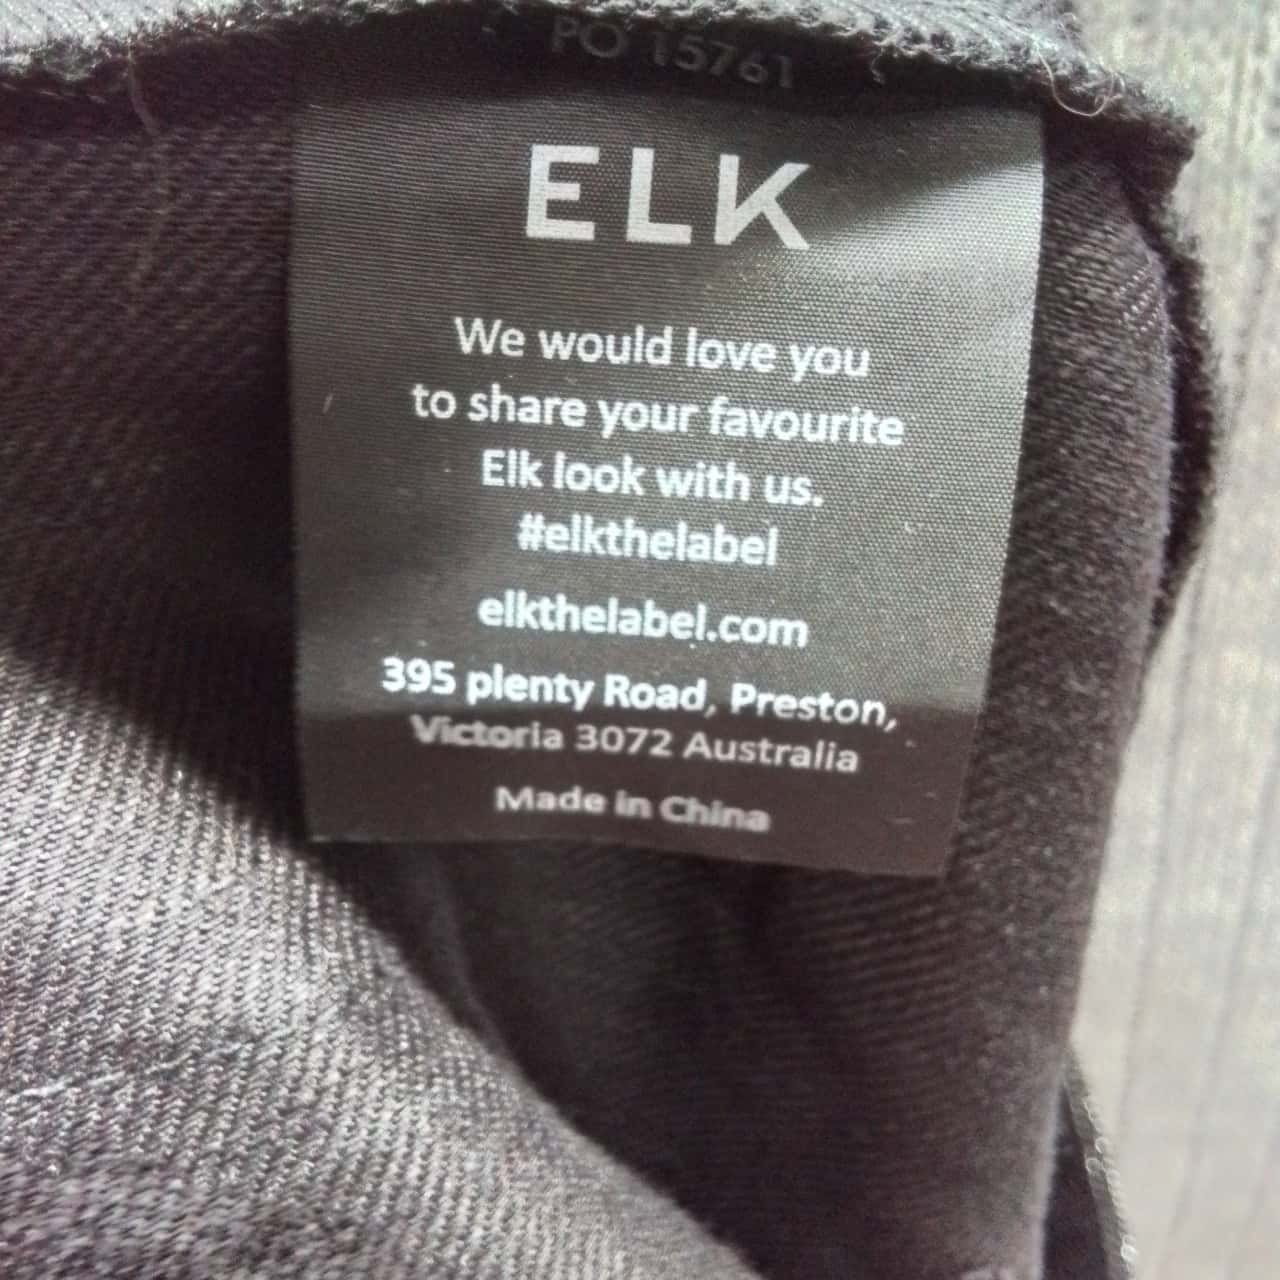 PO 15761
ELK
We would love you
to share your favourite
Elk look with us.
#elkthelabel
elkthelabel.com
395 plenty Road, Preston,
Victoria 3072 Australia
Made in China